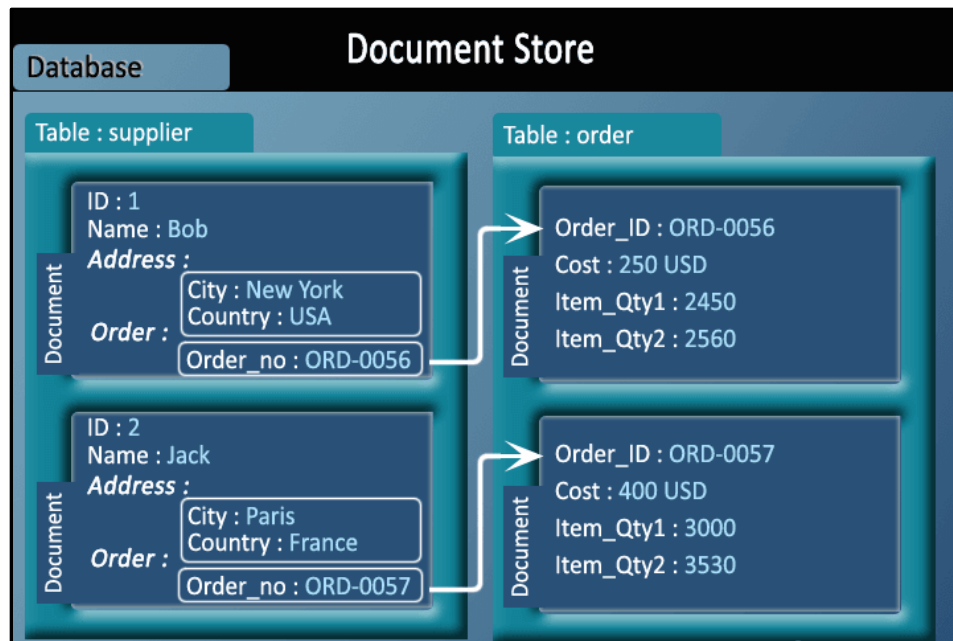 Document Store
Database
Table : supplier
Document
ID : 1
Name : Bob
Address :
City : New York
Country : USA
Order :
Order_no : ORD-0056
Document
ID : 2
Name : Jack
Address :
City : Paris
Country : France
Order :
Order_no : ORD-0057
Table : order
Document
Order_ID : ORD-0056
Cost : 250 USD
Item_Qty1 : 2450
Item_Qty2 : 2560
Document
Order_ID : ORD-0057
Cost : 400 USD
Item_Qty1 : 3000
Item_Qty2 : 3530